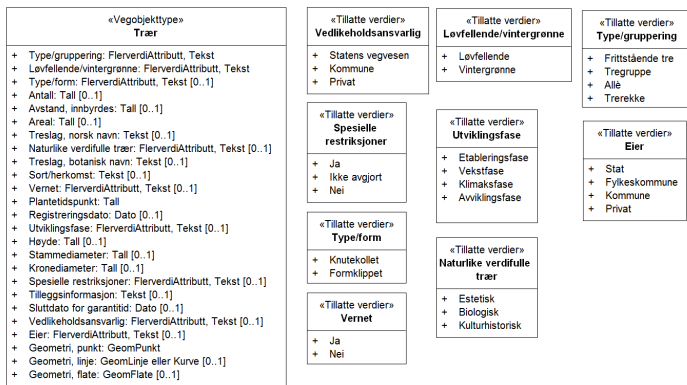 «Vegobjekttype»
Trær
+ Type/gruppering: FlerverdiAttributt, Tekst
+ Løvfellende/vintergrønne: FlerverdiAttributt, Tekst
+ Type/form: FlerverdiAttributt, Tekst [0..1]
+ Antall: Tall [0..1]
+ Avstand, innbyrdes: Tall [0..1]
+ Areal: Tall [0..1]
+ Treslag, norsk navn: Tekst [0..1]
+ Naturlike verdifulle trær: FlerverdiAttributt, Tekst [0..1]
+ Treslag, botanisk navn: Tekst [0..1]
+ Sort/herkomst: Tekst [0..1]
+ Vernet: FlerverdiAttributt, Tekst [0..1]
+ Plantetidspunkt: Tall
+ Registreringsdato: Dato [0..1]
+ Utviklingsfase: FlerverdiAttributt, Tekst [0..1]
+ Høyde: Tall [0..1]
+ Stammediameter: Tall [0..1]
+ Kronediameter: Tall [0..1]
+ Spesielle restriksjoner: FlerverdiAttributt, Tekst [0..1]
+ Tilleggsinformasjon: Tekst [0..1]
+ Sluttdato for garantitid: Dato [0..1]
+ Vedlikeholdsansvarlig: FlerverdiAttributt, Tekst [0..1]
+ Eier: FlerverdiAttributt, Tekst [0..1]
+ Geometri, punkt: GeomPunkt
+ Geometri, linje: GeomLinje eller Kurve [0..1]
+ Geometri, flate: GeomFlate [0..1]
«Tillatte verdier»
Vedlikeholdsansvarlig
+ Statens vegvesen
+ Kommune
+ Privat
«Tillatte verdier»
Løvfellende/vintergrønne
+ Løvfellende
+ Vintergrønne
«Tillatte verdier»
Type/gruppering
+ Frittstående tre
+ Tregruppe
+ Allè
+ Trerekke
«Tillatte verdier»
Spesielle
restriksjoner
+ Ja
+ Ikke avgjort
+ Nei
«Tillatte verdier»
Utviklingsfase
+ Etableringsfase
+ Vekstfase
+ Klimaksfase
+ Avviklingsfase
«Tillatte verdier»
Eier
+ Stat
+ Fylkeskommune
+ Kommune
+ Privat
«Tillatte verdier»
Type/form
+ Knutekollet
+ Formklippet
«Tillatte verdier»
Naturlike verdifulle
trær
+ Estetisk
+ Biologisk
+ Kulturhistorisk
«Tillatte verdier»
Vernet
+ Ja
+ Nei